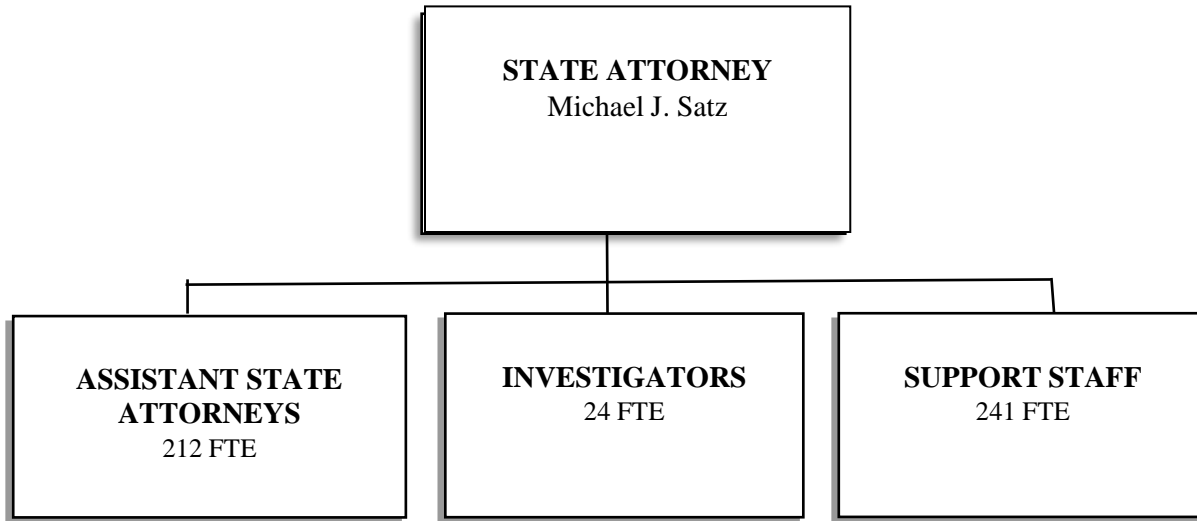 STATE ATTORNEY
Michael J. Satz
ASSISTANT STATE
ATTORNEYS
212 FTE
INVESTIGATORS
24 FTE
SUPPORT STAFF
241 FTE